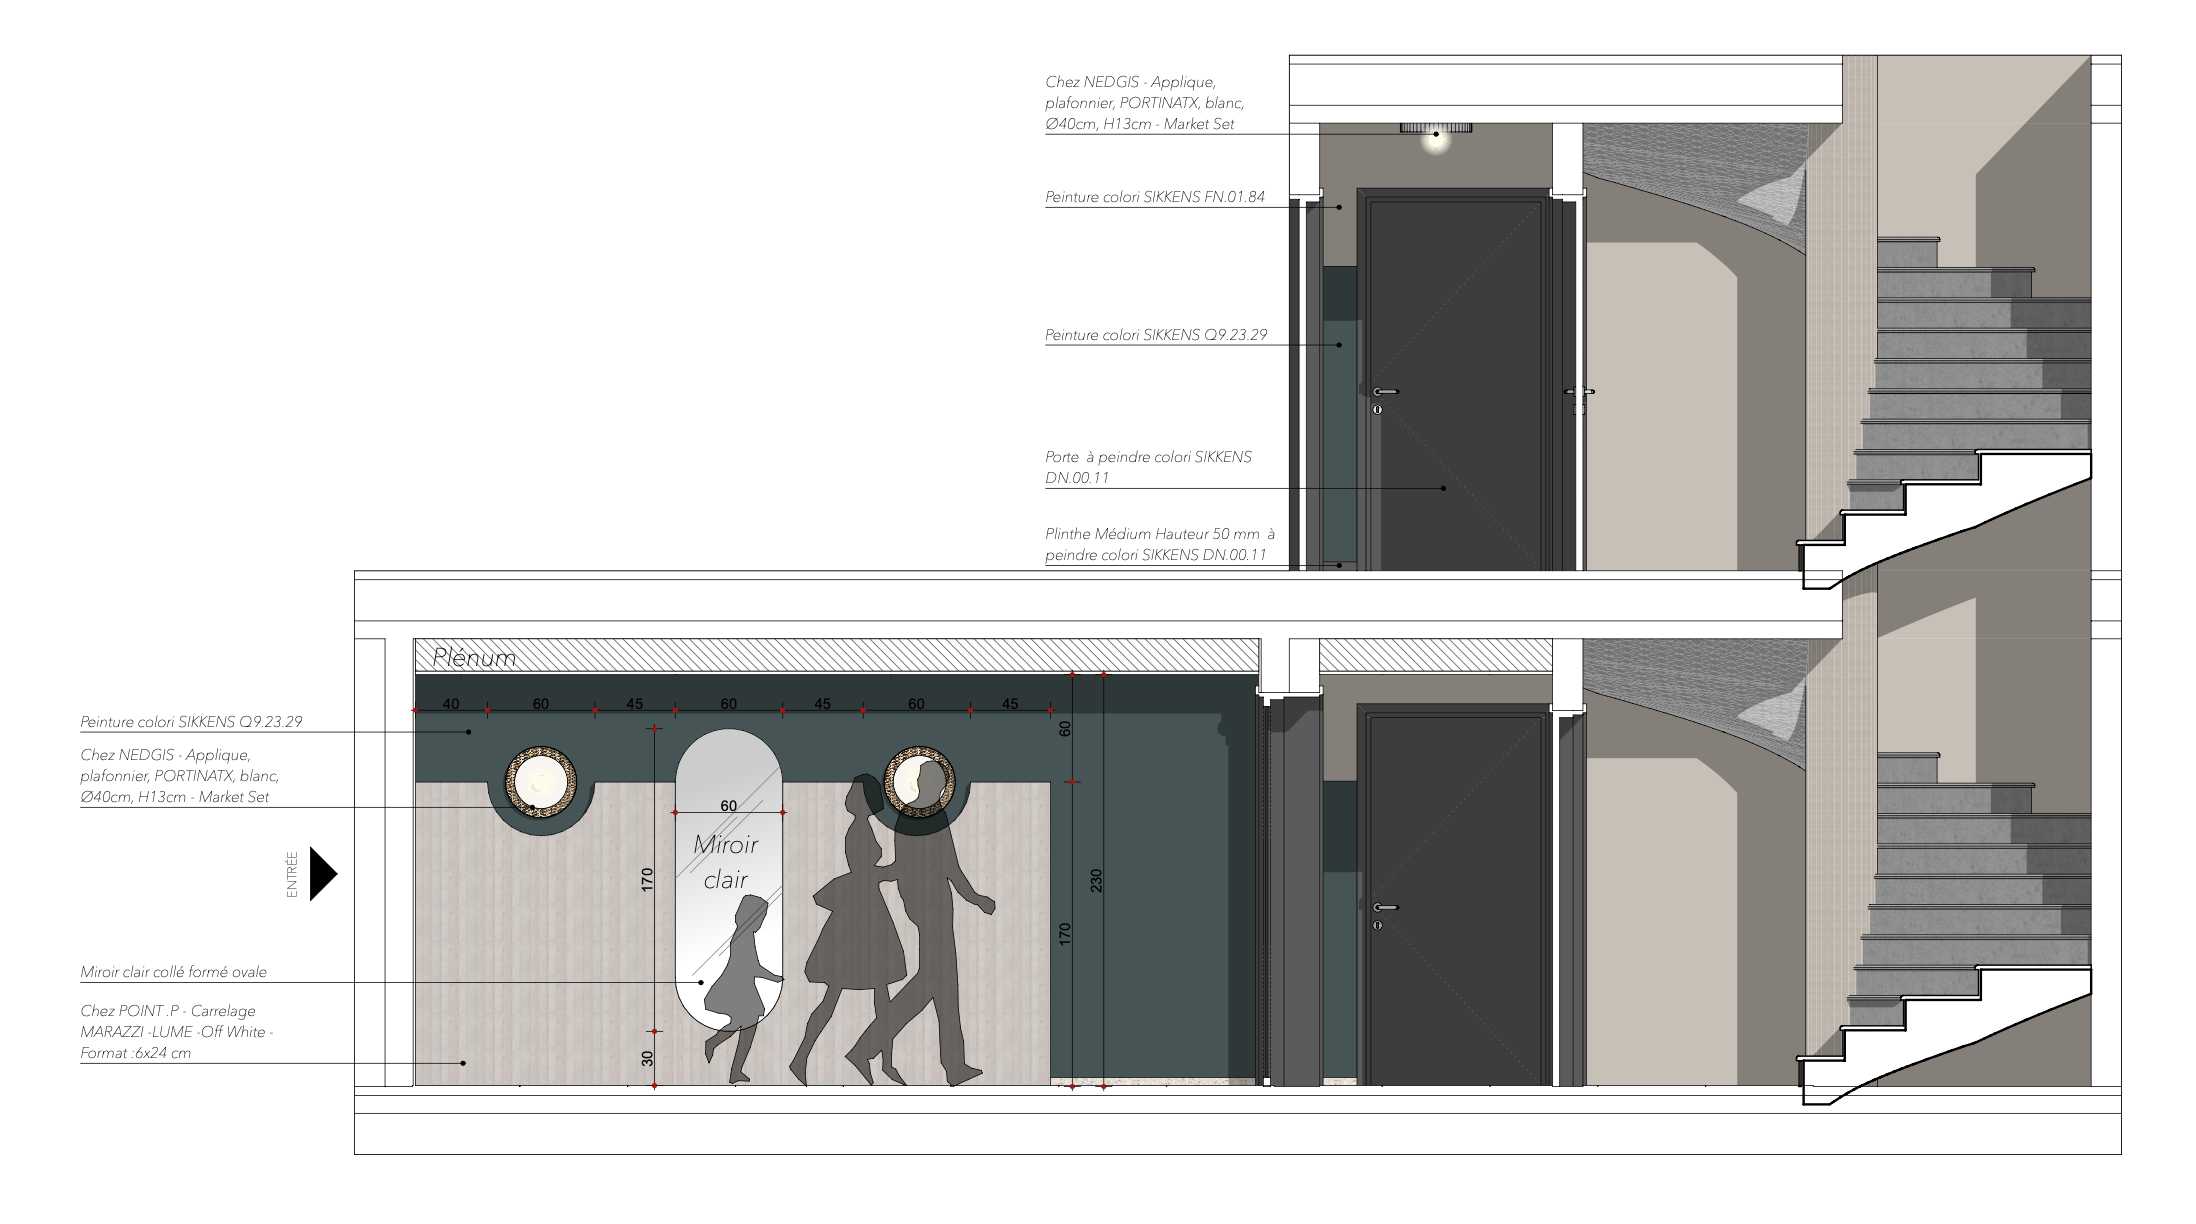 Chez NEDGIS - Applique,
plafonnier, PORTINATX, blanc,
Ø40cm, H13cm - Market Set
Peinture colori SIKKENS FN.01.84
Peinture colori SIKKENS Q9.23.29
Porte à peindre colori SIKKENS
DN.00.11
Plinthe Médium Hauteur 50 mm à
peindre colori SIKKENS DN.00.11
Plénum
40 60 45 60 45 60 45
Peinture colori SIKKENS Q9.23.29
60
Chez NEDGIS - Applique,
plafonnier, PORTINATX, blanc,
Ø40cm, H13cm - Market Set
60
Miroir
clair
ENTRÉE
170
230
170
Miroir clair collé formé ovale
Chez POINT .P - Carrelage
MARAZZI -LUME -Off White -
Format :6x24 cm
30